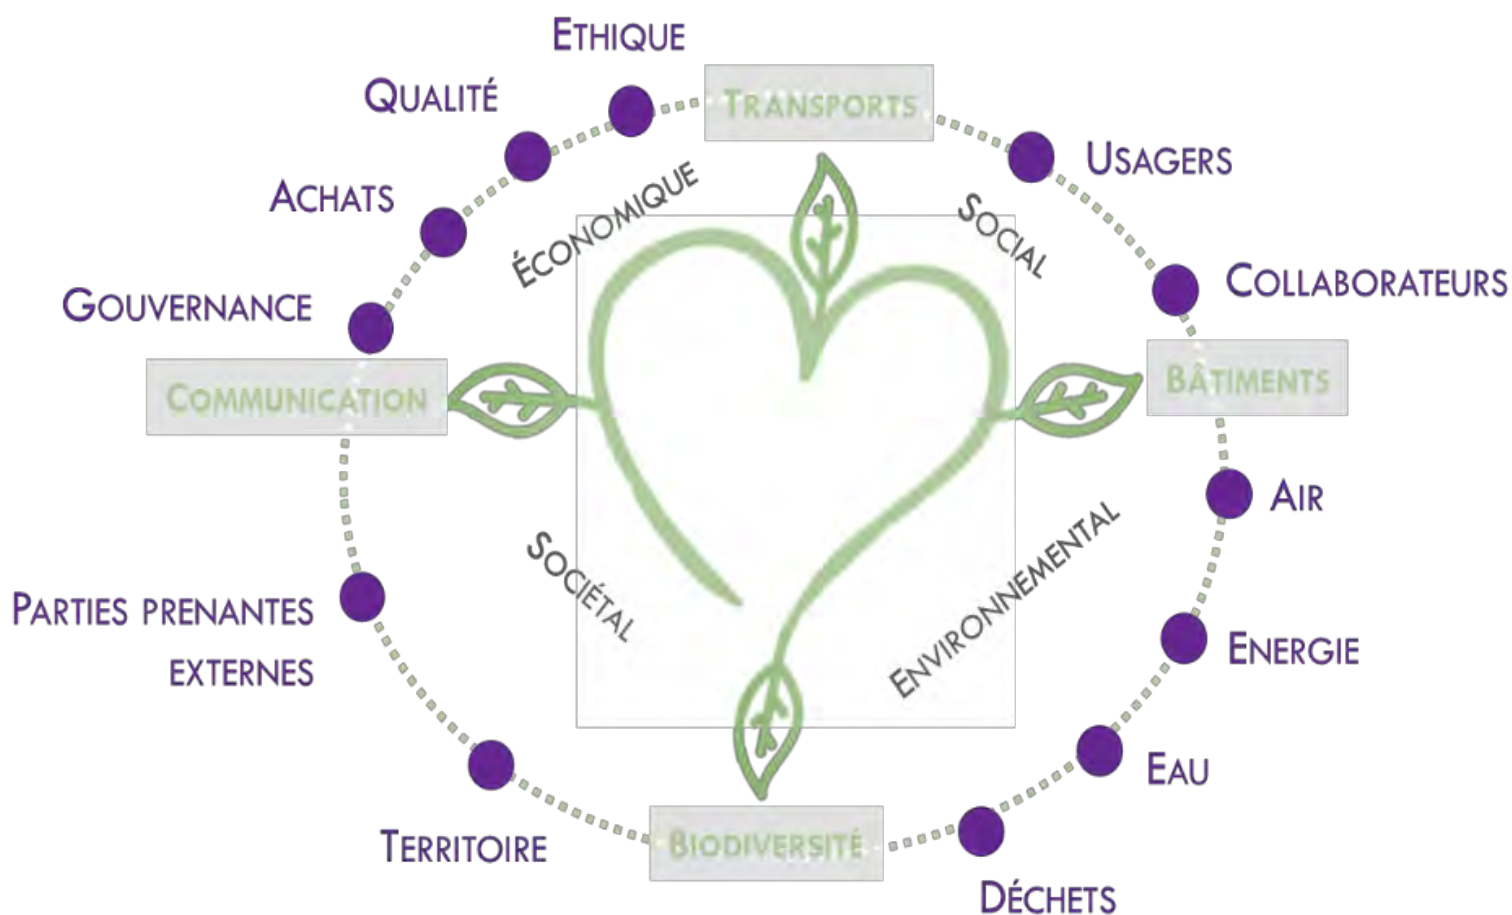 ETHIQUE
QUALITÉ
TRANSPORTS
ACHATS
USAGERS
ÉCONOMIQUE
SOCIAL
GOUVERNANCE
COLLABORATEURS
COMMUNICATION
BÂTIMENTS
AIR
SOCIÉTAL
ENVIRONNEMENTAL
PARTIES PRENANTES
EXTERNES
ENERGIE
EAU
TERRITOIRE
BIODIVERSITÉ
DÉCHETS